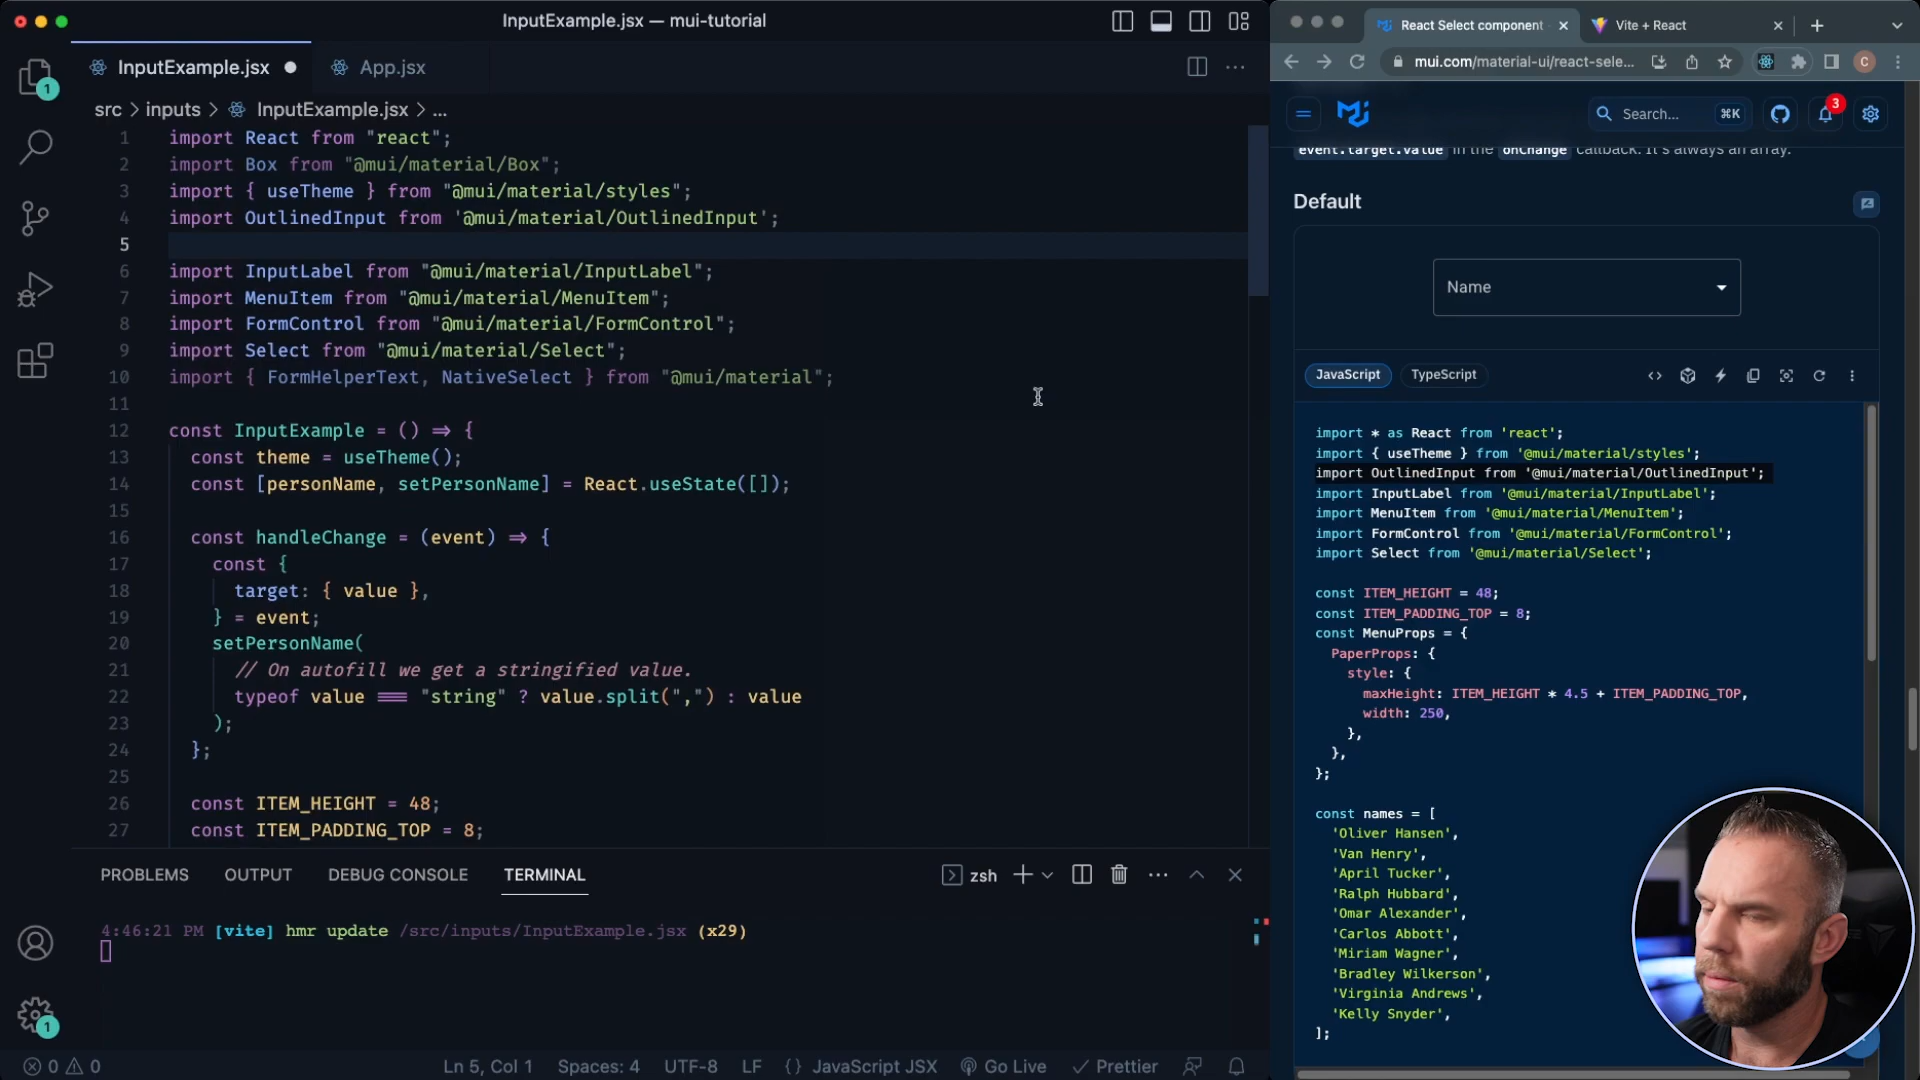 InputExample.jsx — mui-tutorial
InputExample.jsx
App.jsx
src > inputs > InputExample.jsx > ...
1 import React from "react";
2 import Box from "@mui/material/Box";
3 import { useTheme } from "@mui/material/styles";
4 import OutlinedInput from '@mui/material/OutlinedInput';
5
6 import InputLabel from "@mui/material/InputLabel";
7 import MenuItem from "@mui/material/MenuItem";
8 import FormControl from "@mui/material/FormControl";
9 import Select from "@mui/material/Select";
10 import { FormHelperText, NativeSelect } from "@mui/material";
11
12 const InputExample = () => {
13 const theme = useTheme();
14 const [personName, setPersonName] = React.useState([]);
15
16 const handleChange = (event) => {
17 const {
18 target: { value },
19 } = event;
20 setPersonName(
21 // On autofill we get a stringified value.
22 typeof value === "string" ? value.split(",") : value
23 );
24 };
25
26 const ITEM_HEIGHT = 48;
27 const ITEM_PADDING_TOP = 8;
1
1
PROBLEMS OUTPUT DEBUG CONSOLE TERMINAL
zsh
4:46:21 PM [vite] hmr update /src/inputs/InputExample.jsx (x29)
0 0
Ln 5, Col 1 Spaces: 4 UTF-8 LF {} JavaScript JSX Go Live Prettier
React Select component
Vite + React
mui.com/material-ui/react-sele...
C
Search... ⌘K
3
event.target.value in the onChange callback. It's always an array.
Default
Name
JavaScript TypeScript
import * as React from 'react';
import { useTheme } from '@mui/material/styles';
import OutlinedInput from '@mui/material/OutlinedInput';
import InputLabel from '@mui/material/InputLabel';
import MenuItem from '@mui/material/MenuItem';
import FormControl from '@mui/material/FormControl';
import Select from '@mui/material/Select';
const ITEM_HEIGHT = 48;
const ITEM_PADDING_TOP = 8;
const MenuProps = {
PaperProps: {
style: {
maxHeight: ITEM_HEIGHT * 4.5 + ITEM_PADDING_TOP,
width: 250,
},
},
};
const names = [
'Oliver Hansen',
'Van Henry',
'April Tucker',
'Ralph Hubbard',
'Omar Alexander',
'Carlos Abbott',
'Miriam Wagner',
'Bradley Wilkerson',
'Virginia Andrews',
'Kelly Snyder',
];